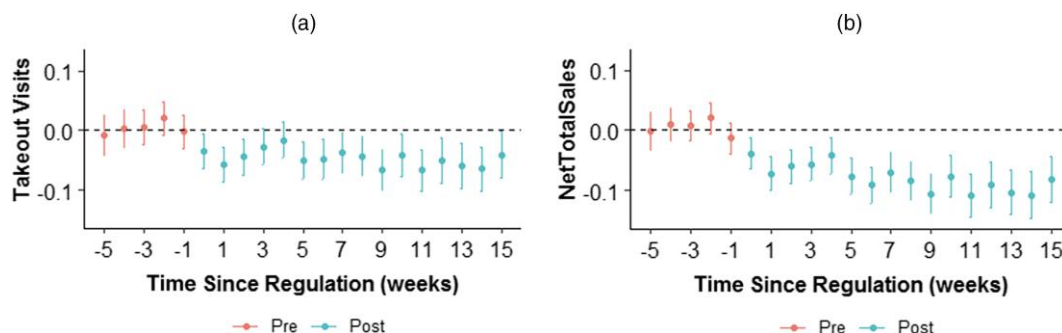 (a)
Takeout Visits
0.1
0.0
-0.1
-5 -3 -1 1 3 5 7 9 11 13 15
Time Since Regulation (weeks)
Pre Post
(b)
NetTotalSales
0.1
0.0
-0.1
-5 -3 -1 1 3 5 7 9 11 13 15
Time Since Regulation (weeks)
Pre Post